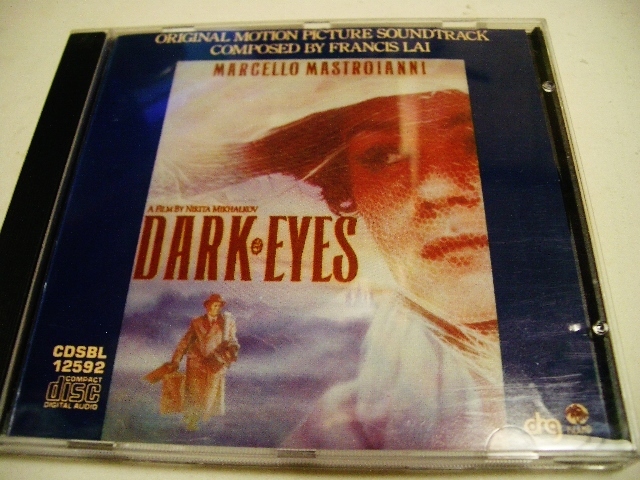 ORIGINAL MOTION PICTURE SOUNDTRACK
COMPOSED BY FRANCIS LAI
MARCELLO MASTROIANNI
A FILM BY NIKITA MIKHALKOV
DARK EYES
CDSBL
12592
COMPACT
disc
DIGITAL AUDIO
drg